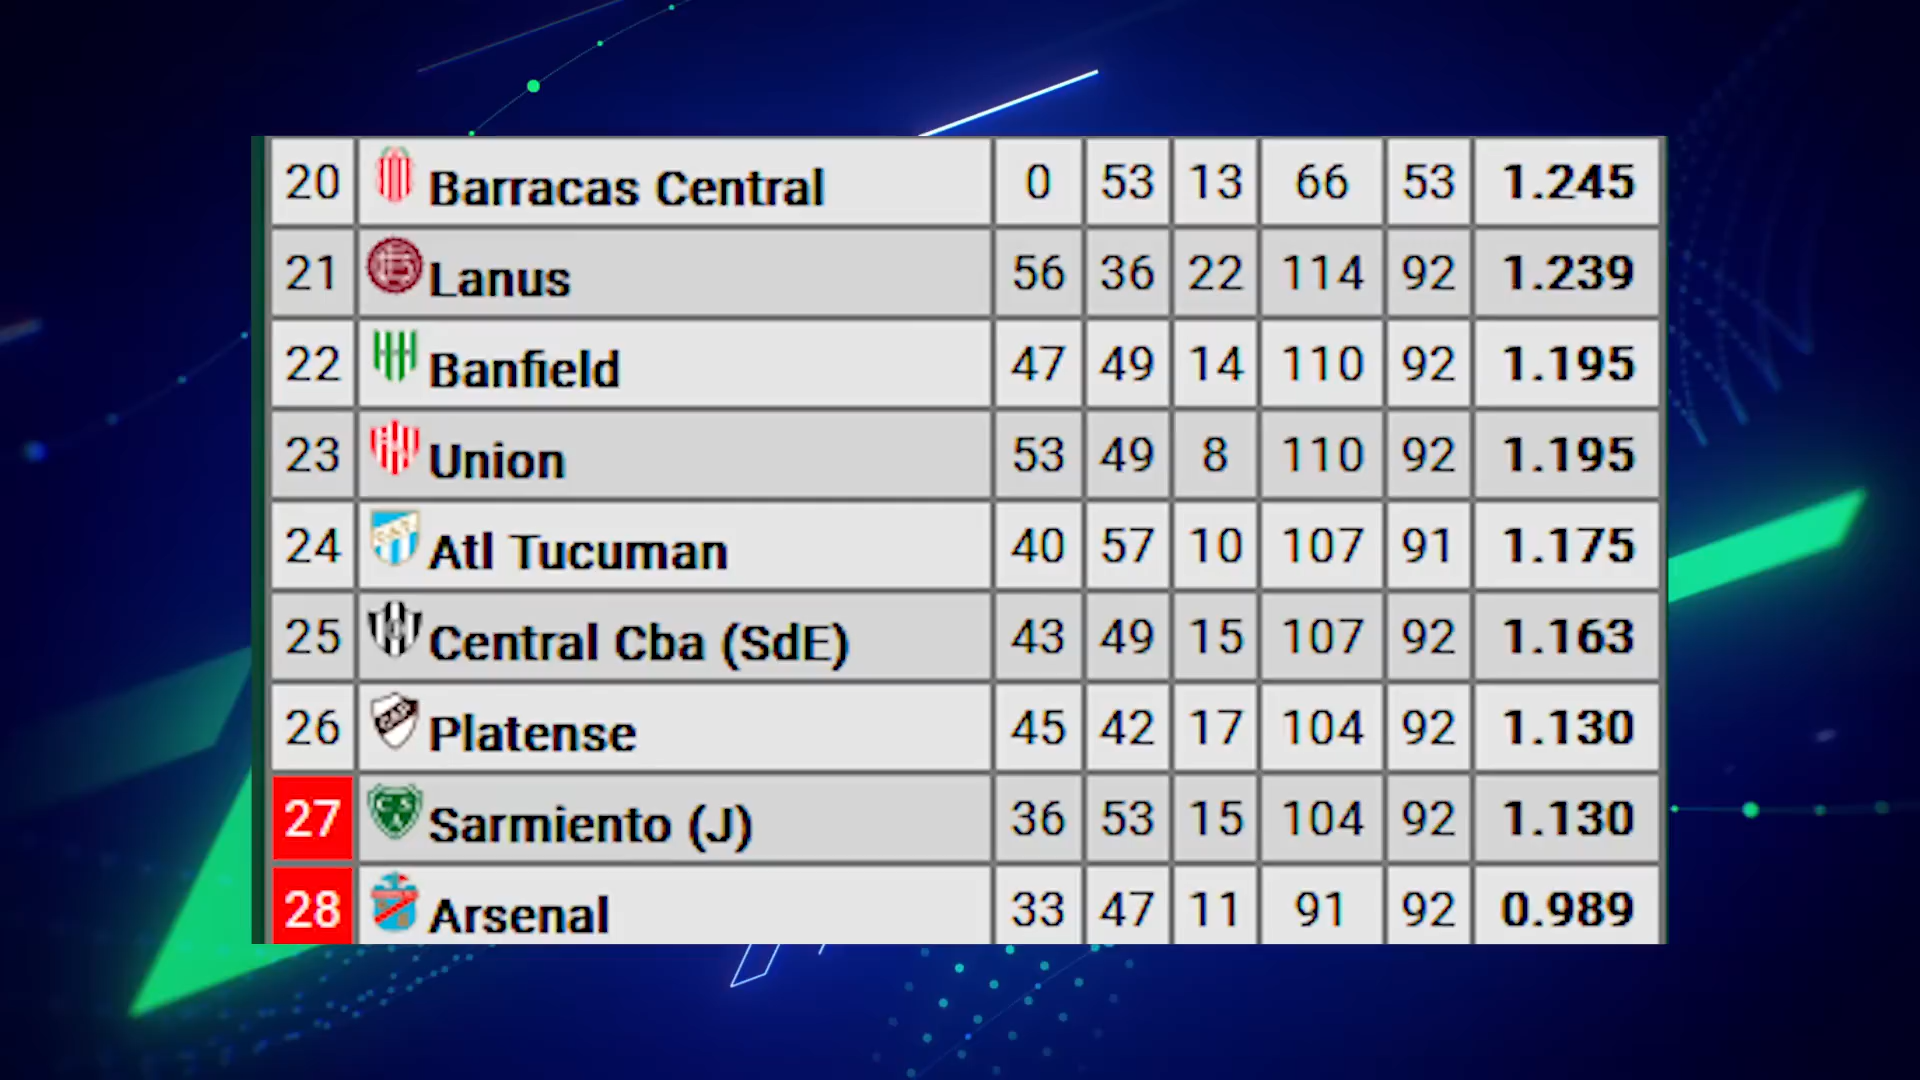 20 Barracas Central 0 53 13 66 53 1.245
21 Lanus 56 36 22 114 92 1.239
22 Banfield 47 49 14 110 92 1.195
23 Union 53 49 8 110 92 1.195
24 Atl Tucuman 40 57 10 107 91 1.175
25 Central Cba (SdE) 43 49 15 107 92 1.163
26 Platense 45 42 17 104 92 1.130
27 Sarmiento (J) 36 53 15 104 92 1.130
28 Arsenal 33 47 11 91 92 0.989